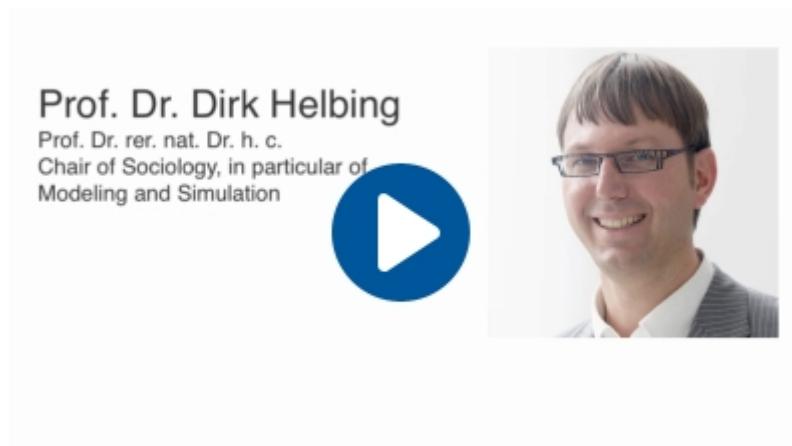 Prof. Dr. Dirk Helbing
Prof. Dr. rer. nat. Dr. h. c.
Chair of Sociology, in particular of
Modeling and Simulation